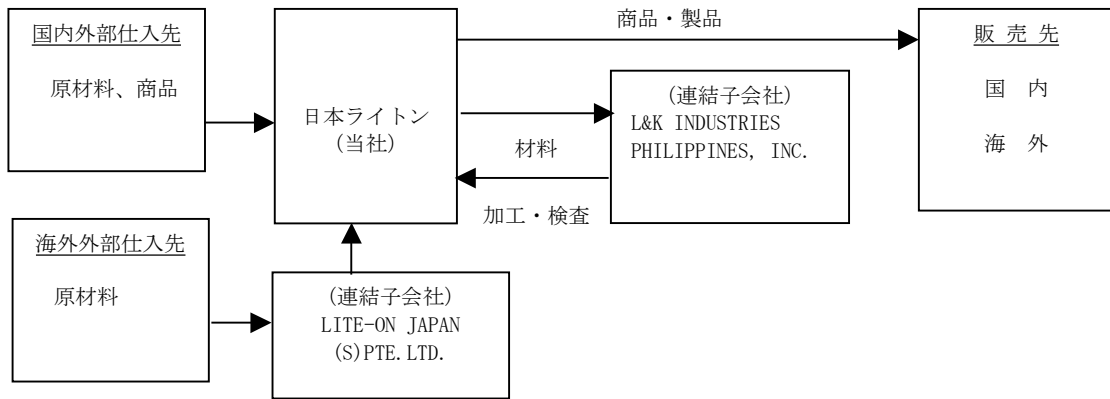 国内外部仕入先
原材料、商品
日本ライトン
(当社)
商品・製品
材料
加工・検査
(連結子会社)
L&K INDUSTRIES
PHILIPPINES, INC.
販 売 先
国 内
海 外
海外外部仕入先
原材料
(連結子会社)
LITE-ON JAPAN
(S)PTE.LTD.